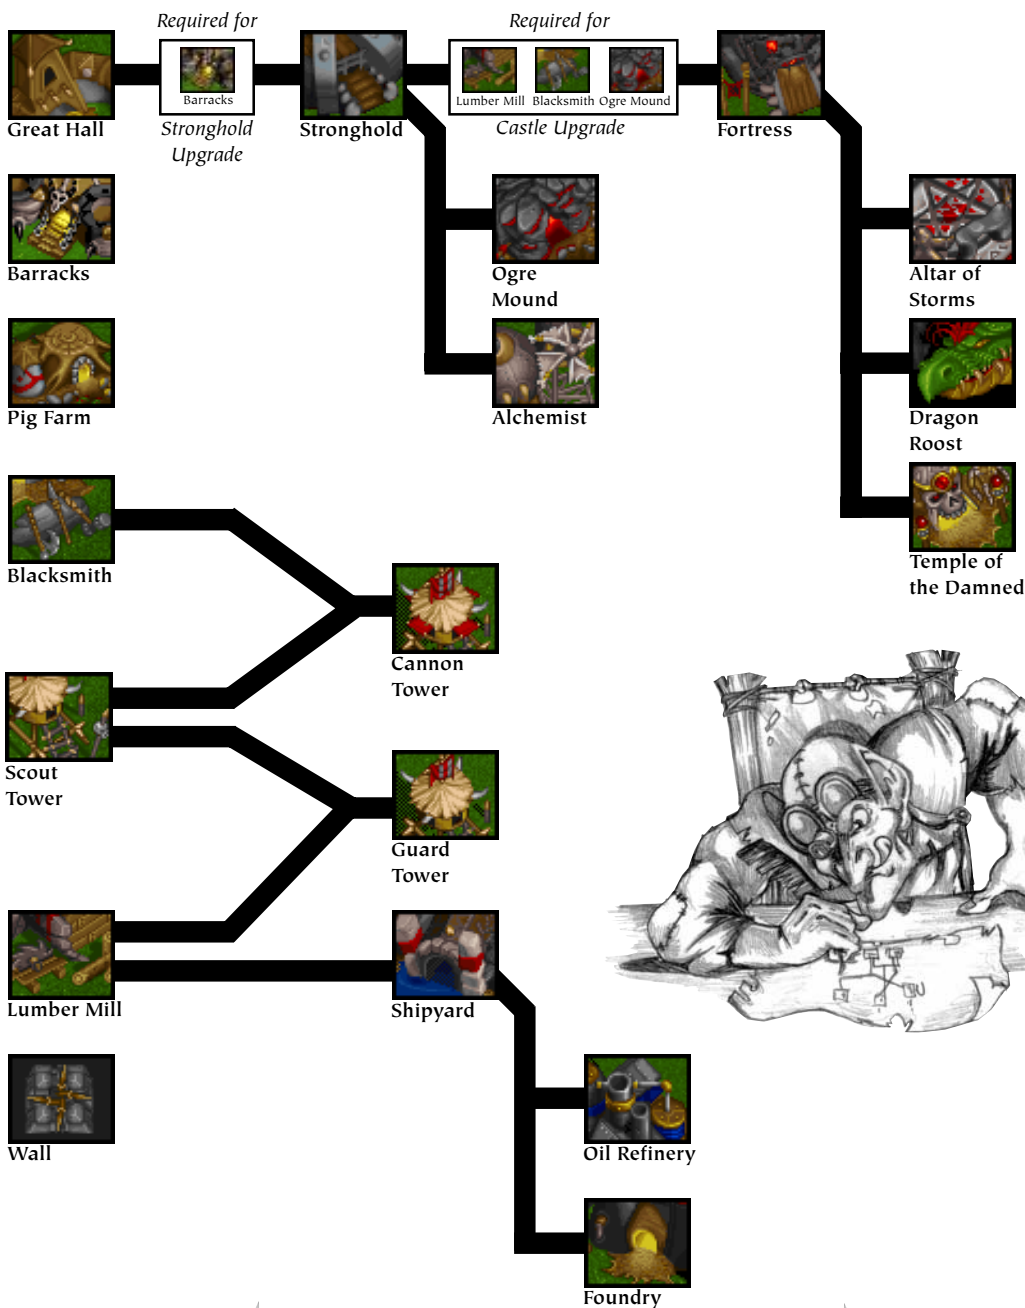 Required for
Required for
Barracks
Lumber Mill Blacksmith Ogre Mound
Great Hall
Stronghold
Upgrade
Stronghold
Castle Upgrade
Fortress
Barracks
Ogre
Mound
Altar of
Storms
Pig Farm
Alchemist
Dragon
Roost
Blacksmith
Temple of
the Damned
Cannon
Tower
Scout
Tower
Guard
Tower
Lumber Mill
Shipyard
Wall
Oil Refinery
Foundry